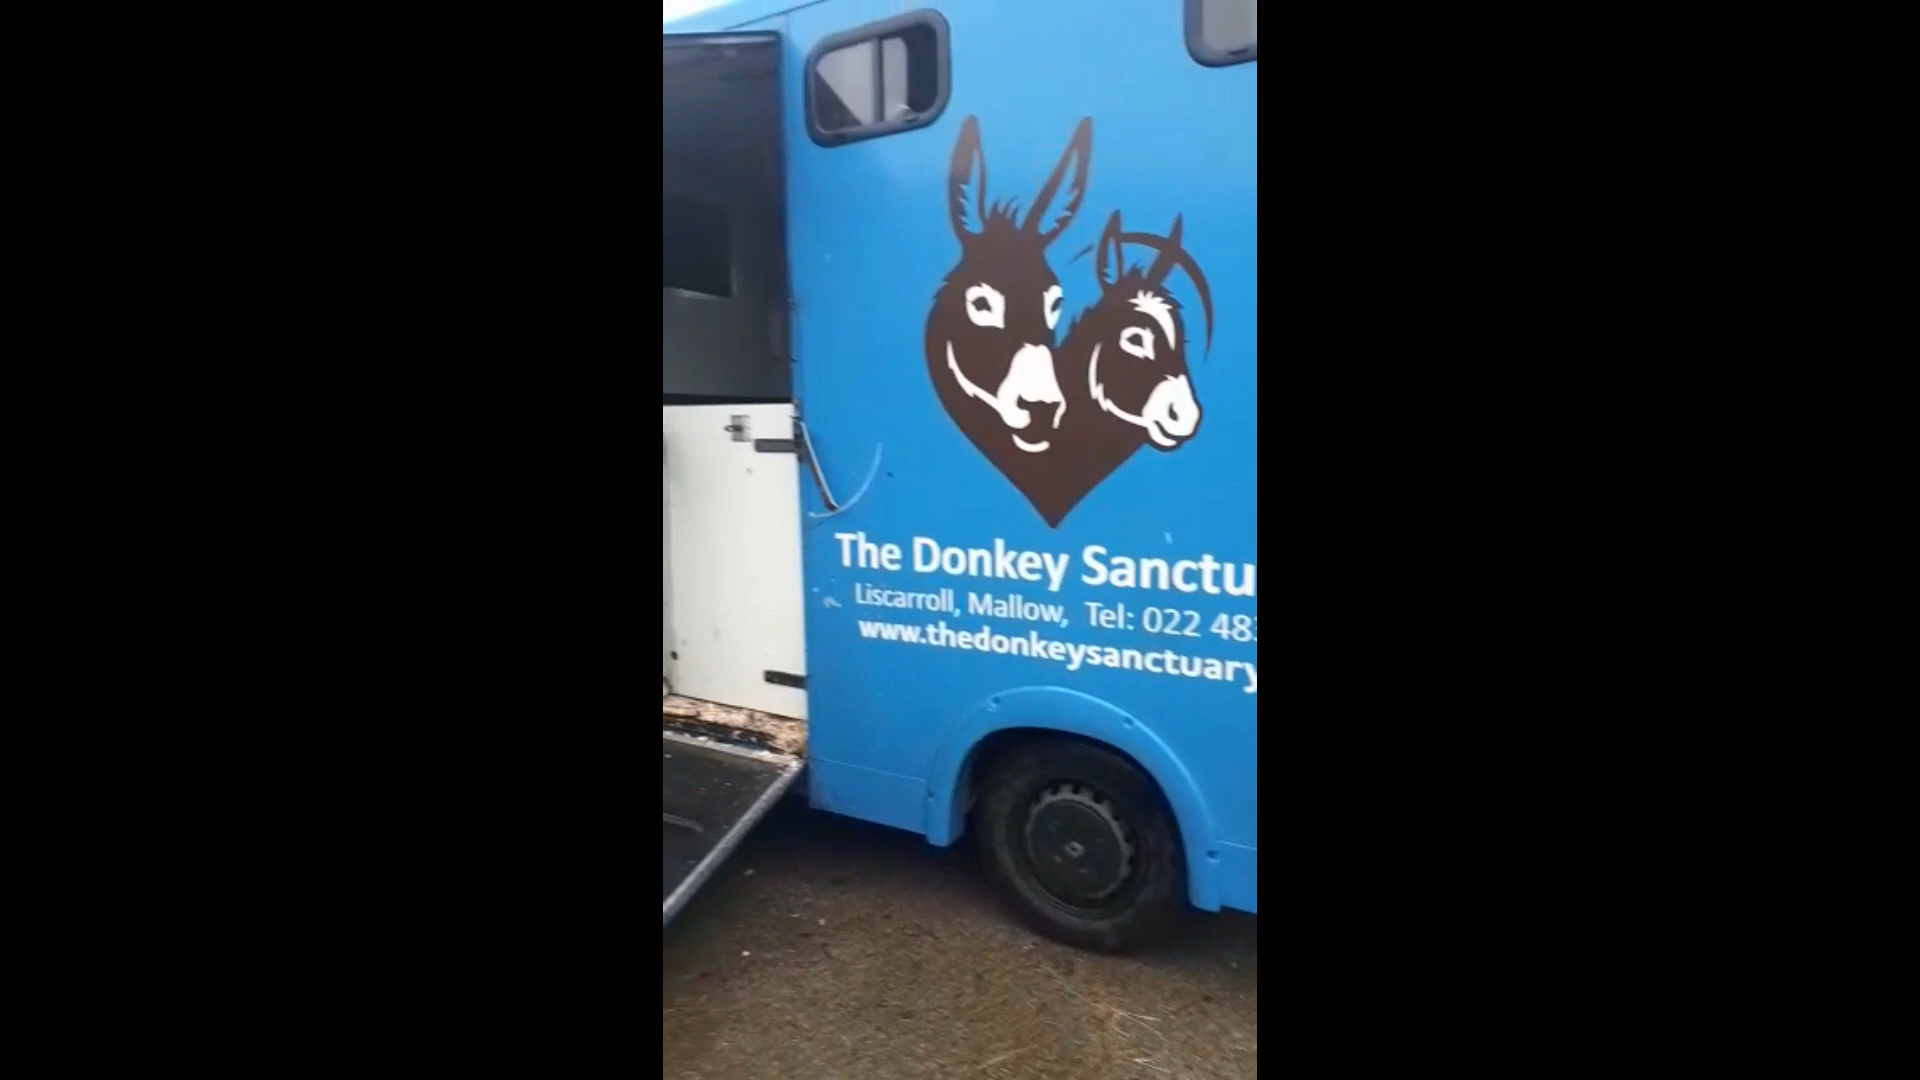 The Donkey Sanctu
Liscarroll, Mallow, Tel: 022 48
www.thedonkeysanctuary